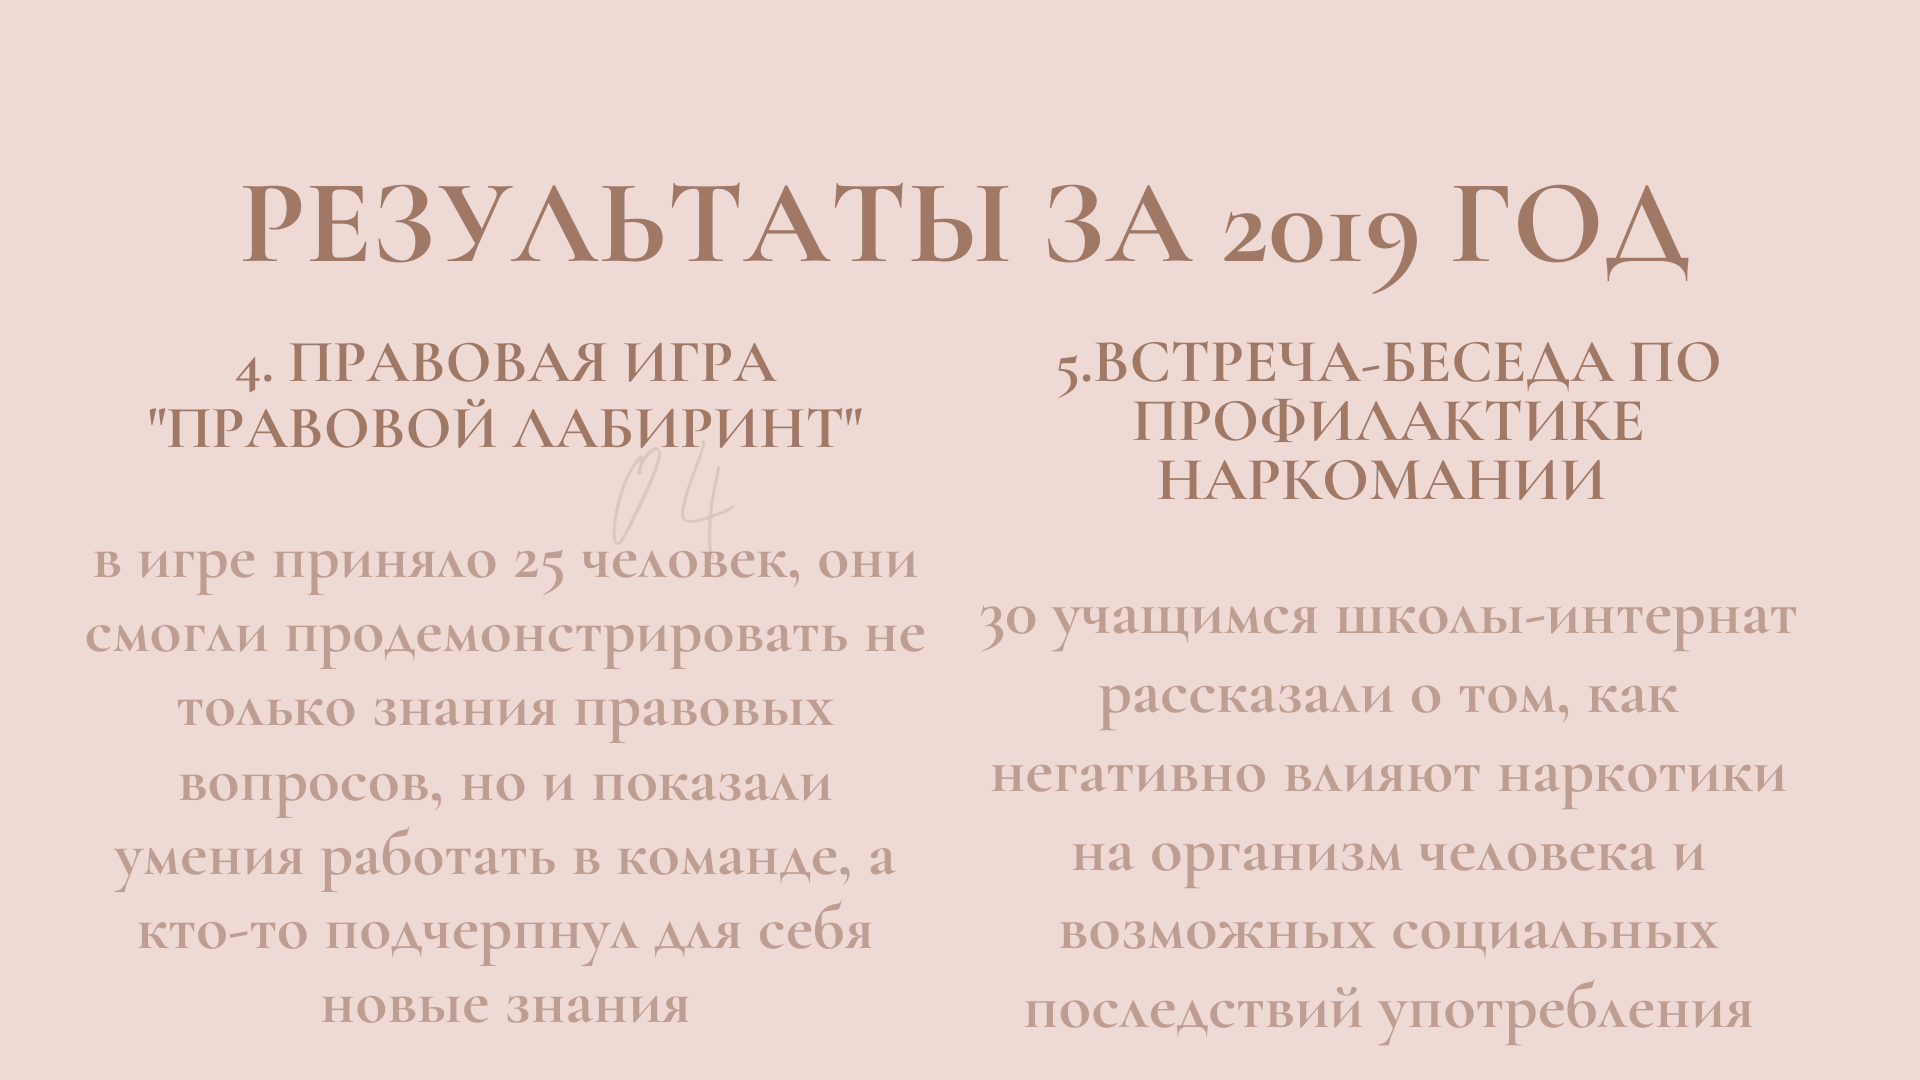 РЕЗУЛЬТАТЫ ЗА 2019 ГОД
4. ПРАВОВАЯ ИГРА
"ПРАВОВОЙ ЛАБИРИНТ"
04
в игре приняло 25 человек, они
смогли продемонстрировать не
только знания правовых
вопросов, но и показали
умения работать в команде, а
кто-то подчерпнул для себя
новые знания
5.ВСТРЕЧА-БЕСЕДА ПО
ПРОФИЛАКТИКЕ
НАРКОМАНИИ
30 учащимся школы-интернат
рассказали о том, как
негативно влияют наркотики
на организм человека и
возможных социальных
последствий употребления